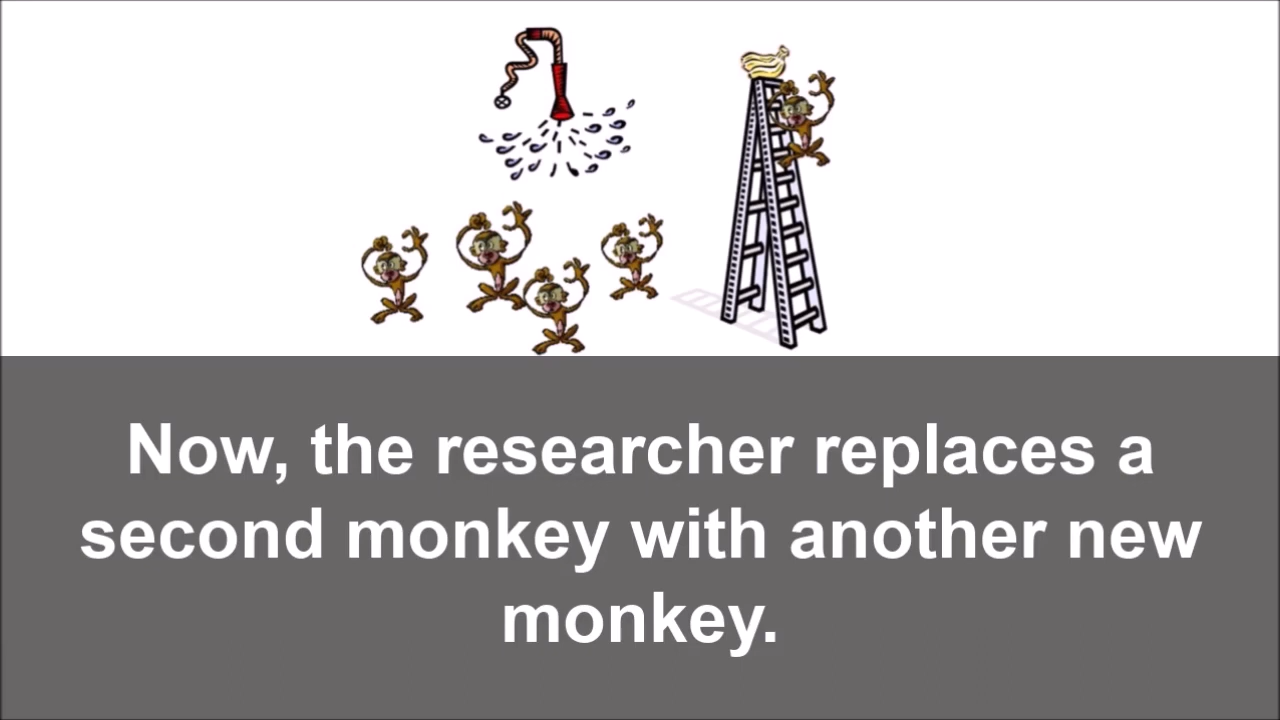 Now, the researcher replaces a
second monkey with another new
monkey.